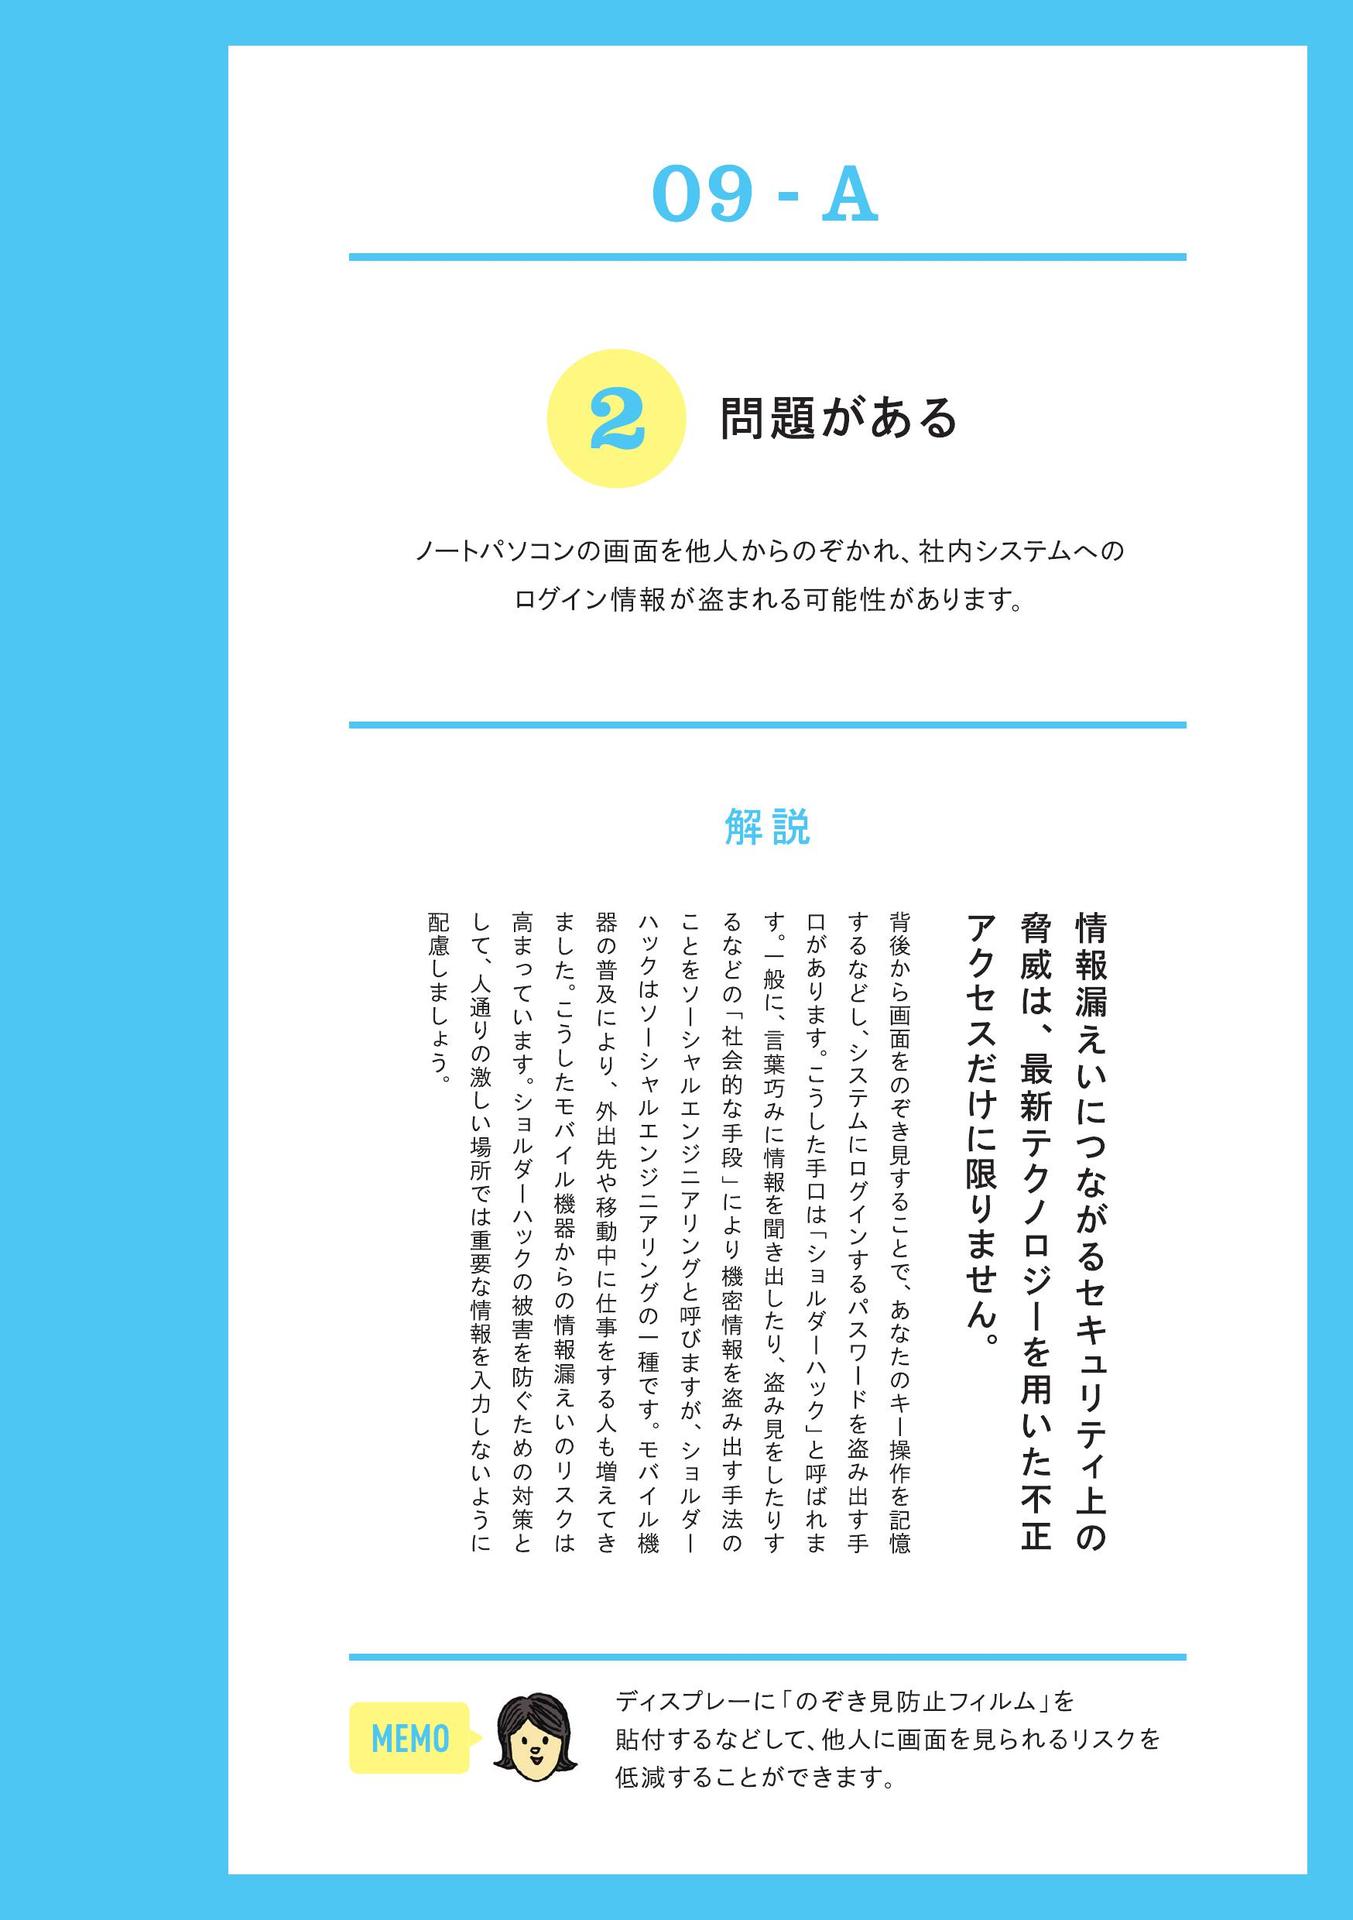 09 - A
2 問題がある
ノートパソコンの画面を他人からのぞかれ、社内システムへの
ログイン情報が盗まれる可能性があります。
解説
情報漏えいにつながるセキュリティ上の
脅威は、最新テクノロジーを用いた不正
アクセスだけに限りません。
背後から画面をのぞき見することで、あなたのキー操作を記憶
するなどし、システムにログインするパスワードを盗み出す手
口があります。こうした手口は「ショルダーハック」と呼ばれま
す。一般に、言葉巧みに情報を聞き出したり、盗み見をしたりす
るなどの「社会的な手段」により機密情報を盗み出す手法の
ことをソーシャルエンジニアリングと呼びますが、ショルダー
ハックはソーシャルエンジニアリングの一種です。モバイル機
器の普及により、外出先や移動中に仕事をする人も増えてき
ました。こうしたモバイル機器からの情報漏えいのリスクは
高まっています。ショルダーハックの被害を防ぐための対策と
して、人通りの激しい場所では重要な情報を入力しないように
配慮しましょう。
MEMO
ディスプレーに「のぞき見防止フィルム」を
貼付するなどして、他人に画面を見られるリスクを
低減することができます。